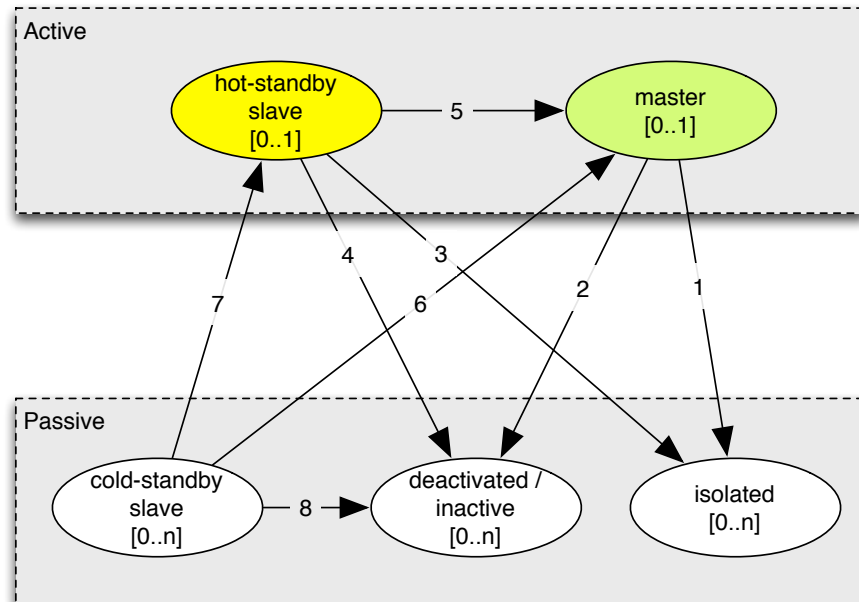 Active
hot-standby
slave
[0..1]
5
master
[0..1]
4
3
7
6
2
1
Passive
cold-standby
slave
[0..n]
8
deactivated /
inactive
[0..n]
isolated
[0..n]